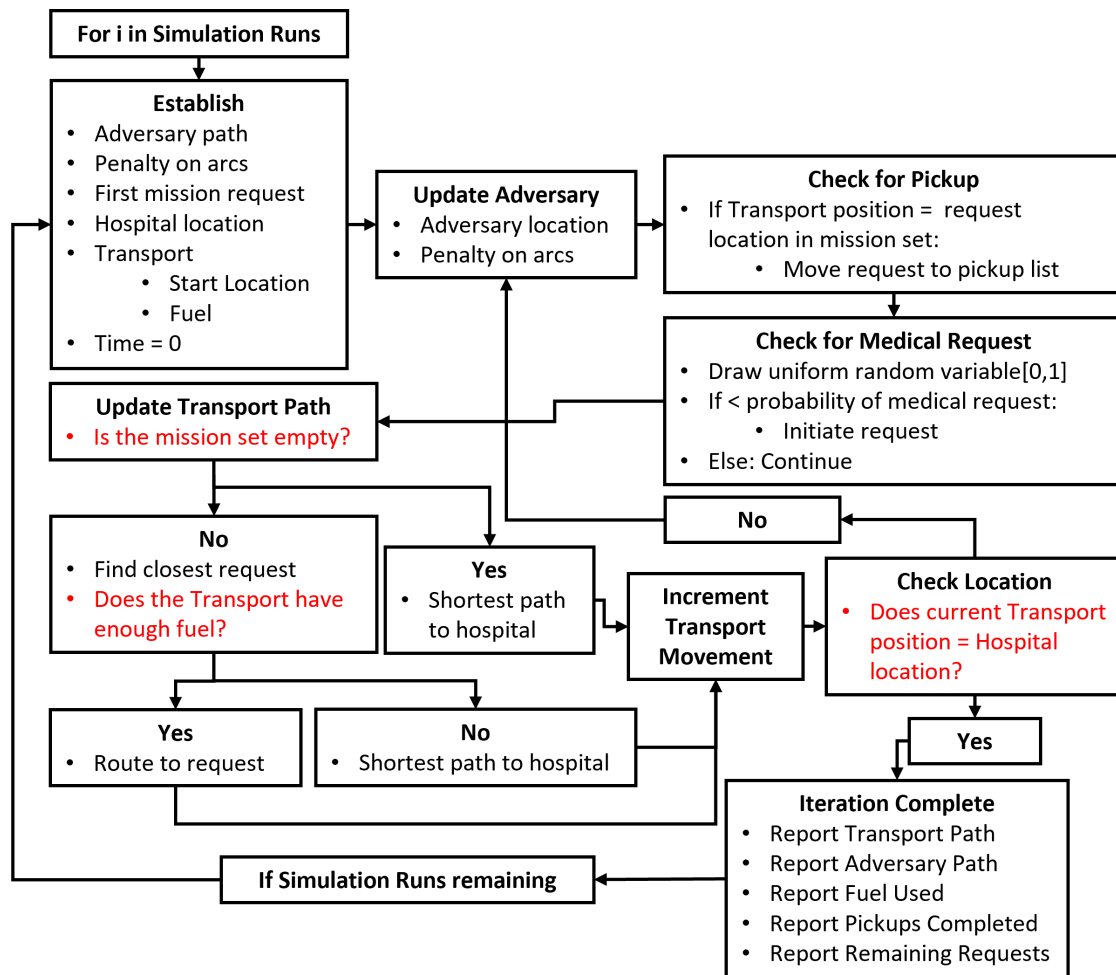 For i in Simulation Runs
Establish
• Adversary path
• Penalty on arcs
• First mission request
• Hospital location
• Transport
• Start Location
• Fuel
• Time = 0
Update Adversary
• Adversary location
• Penalty on arcs
Check for Pickup
• If Transport position = request
location in mission set:
• Move request to pickup list
Check for Medical Request
• Draw uniform random variable[0,1]
• If < probability of medical request:
• Initiate request
• Else: Continue
Update Transport Path
• Is the mission set empty?
No
• Find closest request
• Does the Transport have
enough fuel?
Yes
• Shortest path
to hospital
Yes
• Route to request
No
• Shortest path to hospital
Increment
Transport
Movement
Check Location
• Does current Transport
position = Hospital
location?
No
Yes
Iteration Complete
• Report Transport Path
• Report Adversary Path
• Report Fuel Used
• Report Pickups Completed
• Report Remaining Requests
If Simulation Runs remaining